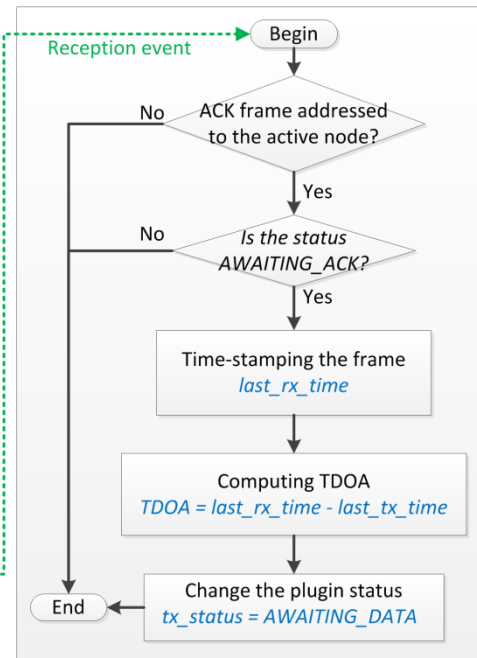 Begin
Reception event
No
ACK frame addressed
to the active node?
Yes
No
Is the status
AWAITING_ACK?
Yes
Time-stamping the frame
last_rx_time
Computing TDOA
TDOA = last_rx_time - last_tx_time
Change the plugin status
tx_status = AWAITING_DATA
End